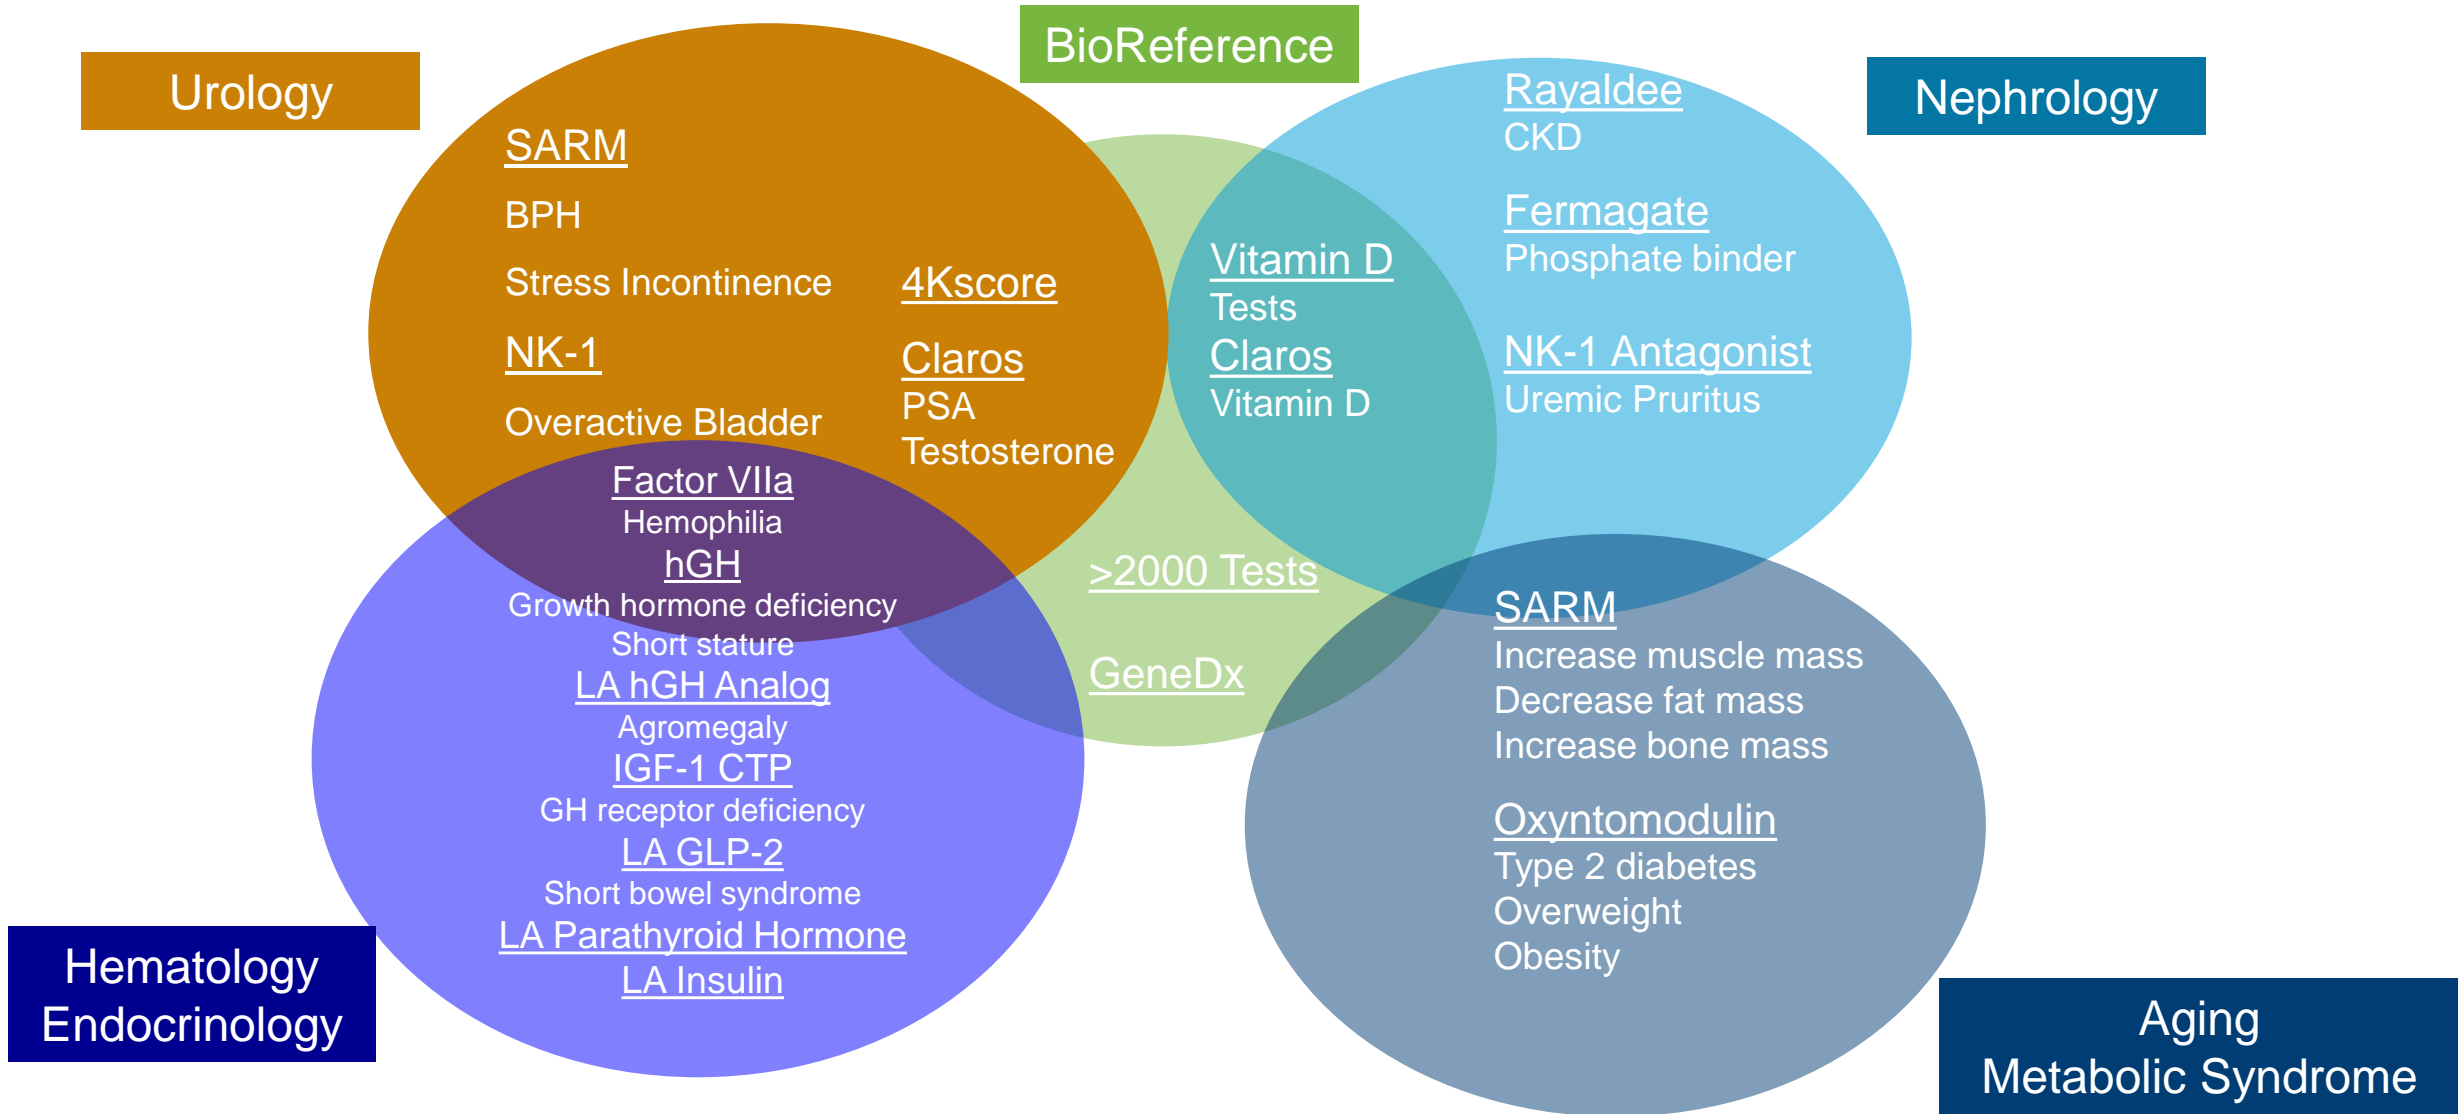 BioReference
Urology
Nephrology
SARM
BPH
Stress Incontinence
NK-1
Overactive Bladder
4Kscore
Claros
PSA
Testosterone
Vitamin D
Tests
Claros
Vitamin D
Rayaldee
CKD
Fermagate
Phosphate binder
NK-1 Antagonist
Uremic Pruritus
Factor VIIa
Hemophilia
hGH
Growth hormone deficiency
Short stature
LA hGH Analog
Agromegaly
IGF-1 CTP
GH receptor deficiency
LA GLP-2
Short bowel syndrome
LA Parathyroid Hormone
LA Insulin
>2000 Tests
GeneDx
SARM
Increase muscle mass
Decrease fat mass
Increase bone mass
Oxyntomodulin
Type 2 diabetes
Overweight
Obesity
Hematology
Endocrinology
Aging
Metabolic Syndrome